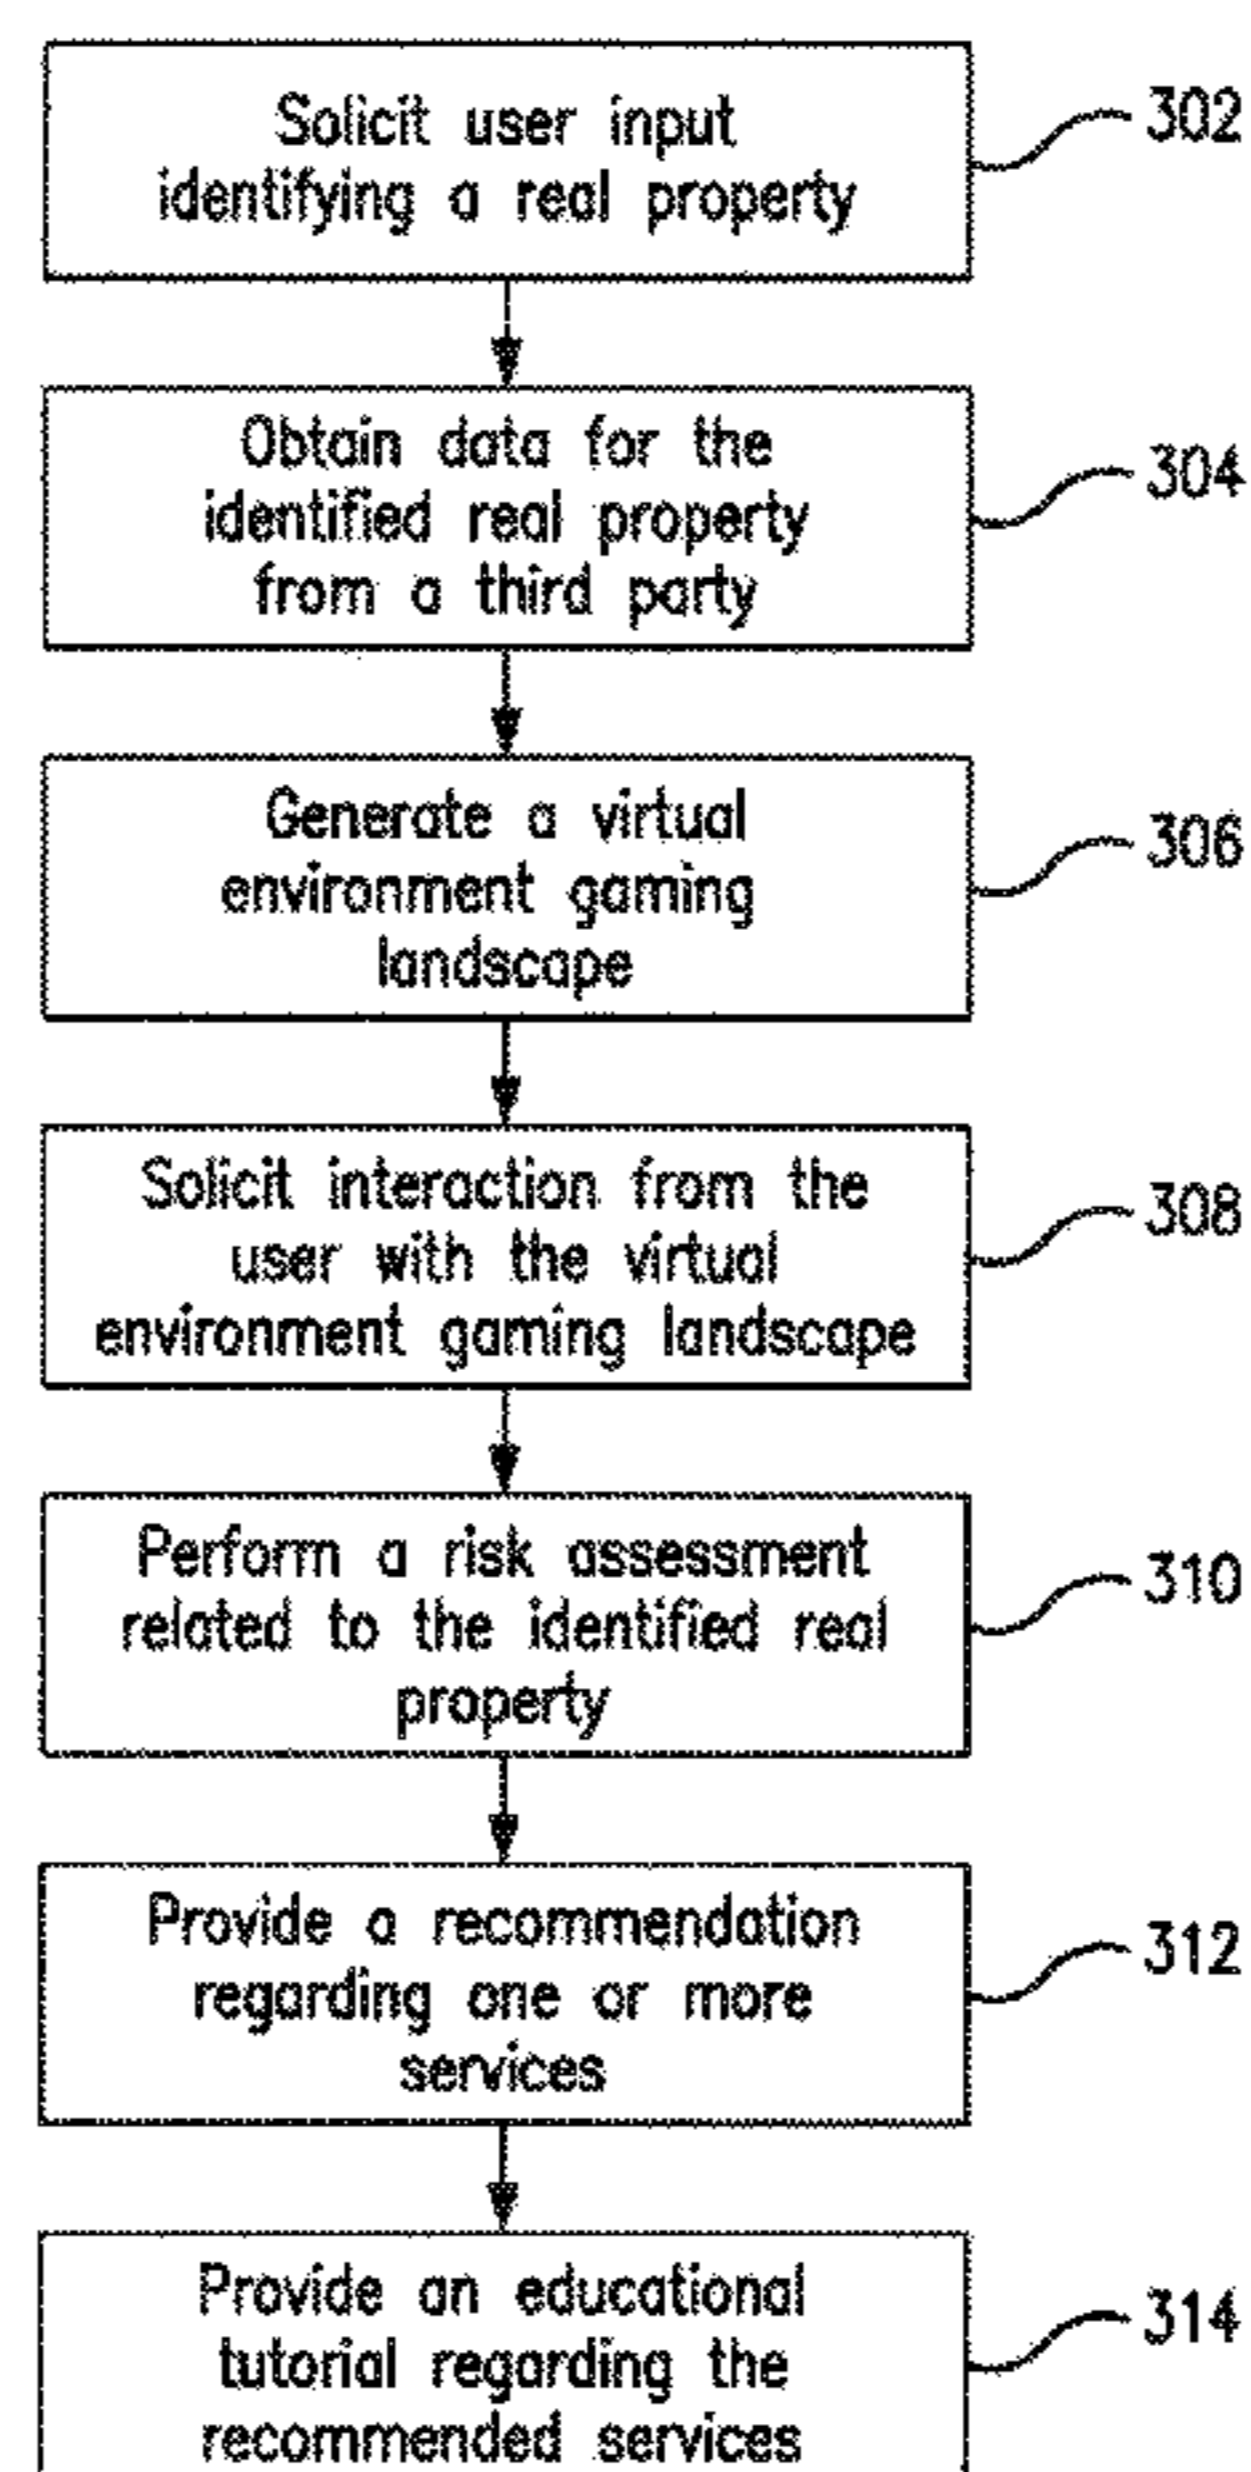 Solicit user input
identifying a real property
302
Obtain data for the
identified real property
from a third party
304
Generate a virtual
environment gaming
landscape
306
Solicit interaction from the
user with the virtual
environment gaming landscape
308
Perform a risk assessment
related to the identified real
property
310
Provide a recommendation
regarding one or more
services
312
Provide an educational
tutorial regarding the
recommended services
314